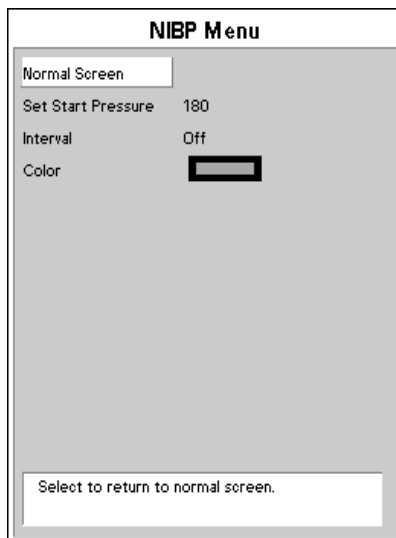 NIBP Menu
Normal Screen
Set Start Pressure 180
Interval Off
Color
Select to return to normal screen.